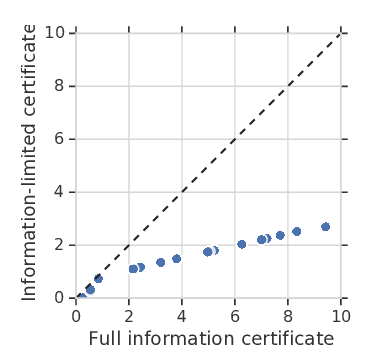 Information-limited certificate
10
8
6
4
2
0
0 2 4 6 8 10
Full information certificate